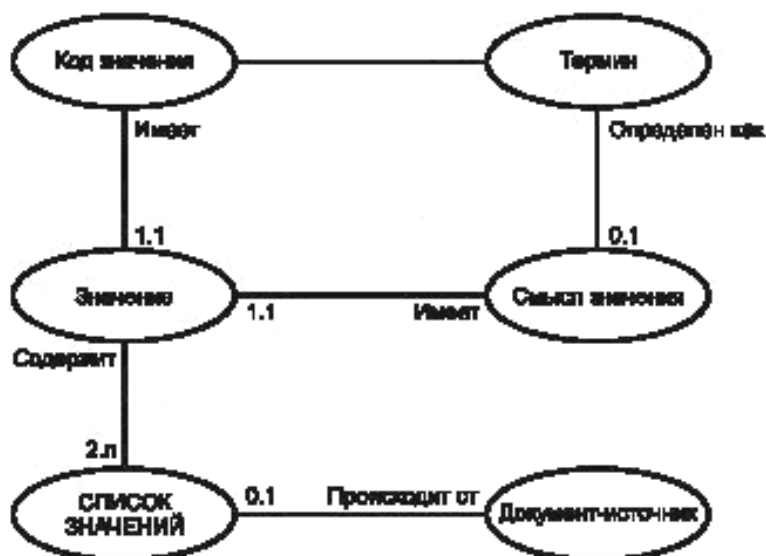 Код значения
Термин
Имеет
Определен как
1.1
0.1
Значение
Смысл значения
1.1
Имеет
Содержит
2.п
СПИСОК
ЗНАЧЕНИЙ
0.1
Происходит от
Документ-источник